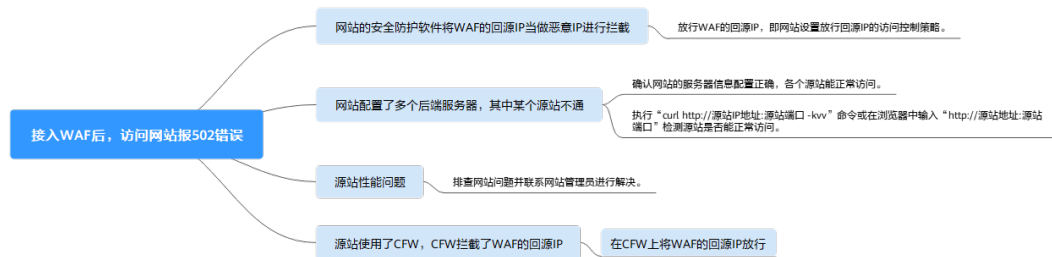 接入WAF后，访问网站报502错误
网站的安全防护软件将WAF的回源IP当做恶意IP进行拦截
放行WAF的回源IP，即网站设置放行回源IP的访问控制策略。
网站配置了多个后端服务器，其中某个源站不通
确认网站的服务器信息配置正确，各个源站能正常访问。
执行“curl http://源站IP地址:源站端口 -kvv”命令或在浏览器中输入“http://源站地址:源站
端口”检测源站是否能正常访问。
源站性能问题
排查网站问题并联系网站管理员进行解决。
源站使用了CFW，CFW拦截了WAF的回源IP
在CFW上将WAF的回源IP放行